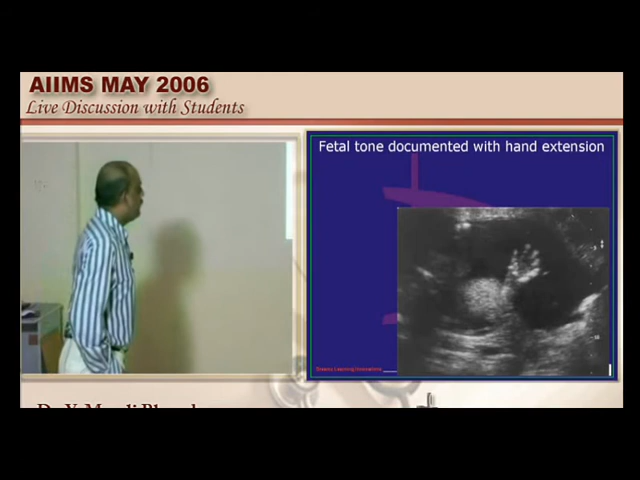 AIIMS MAY 2006
Live Discussion with Students
Fetal tone documented with hand extension